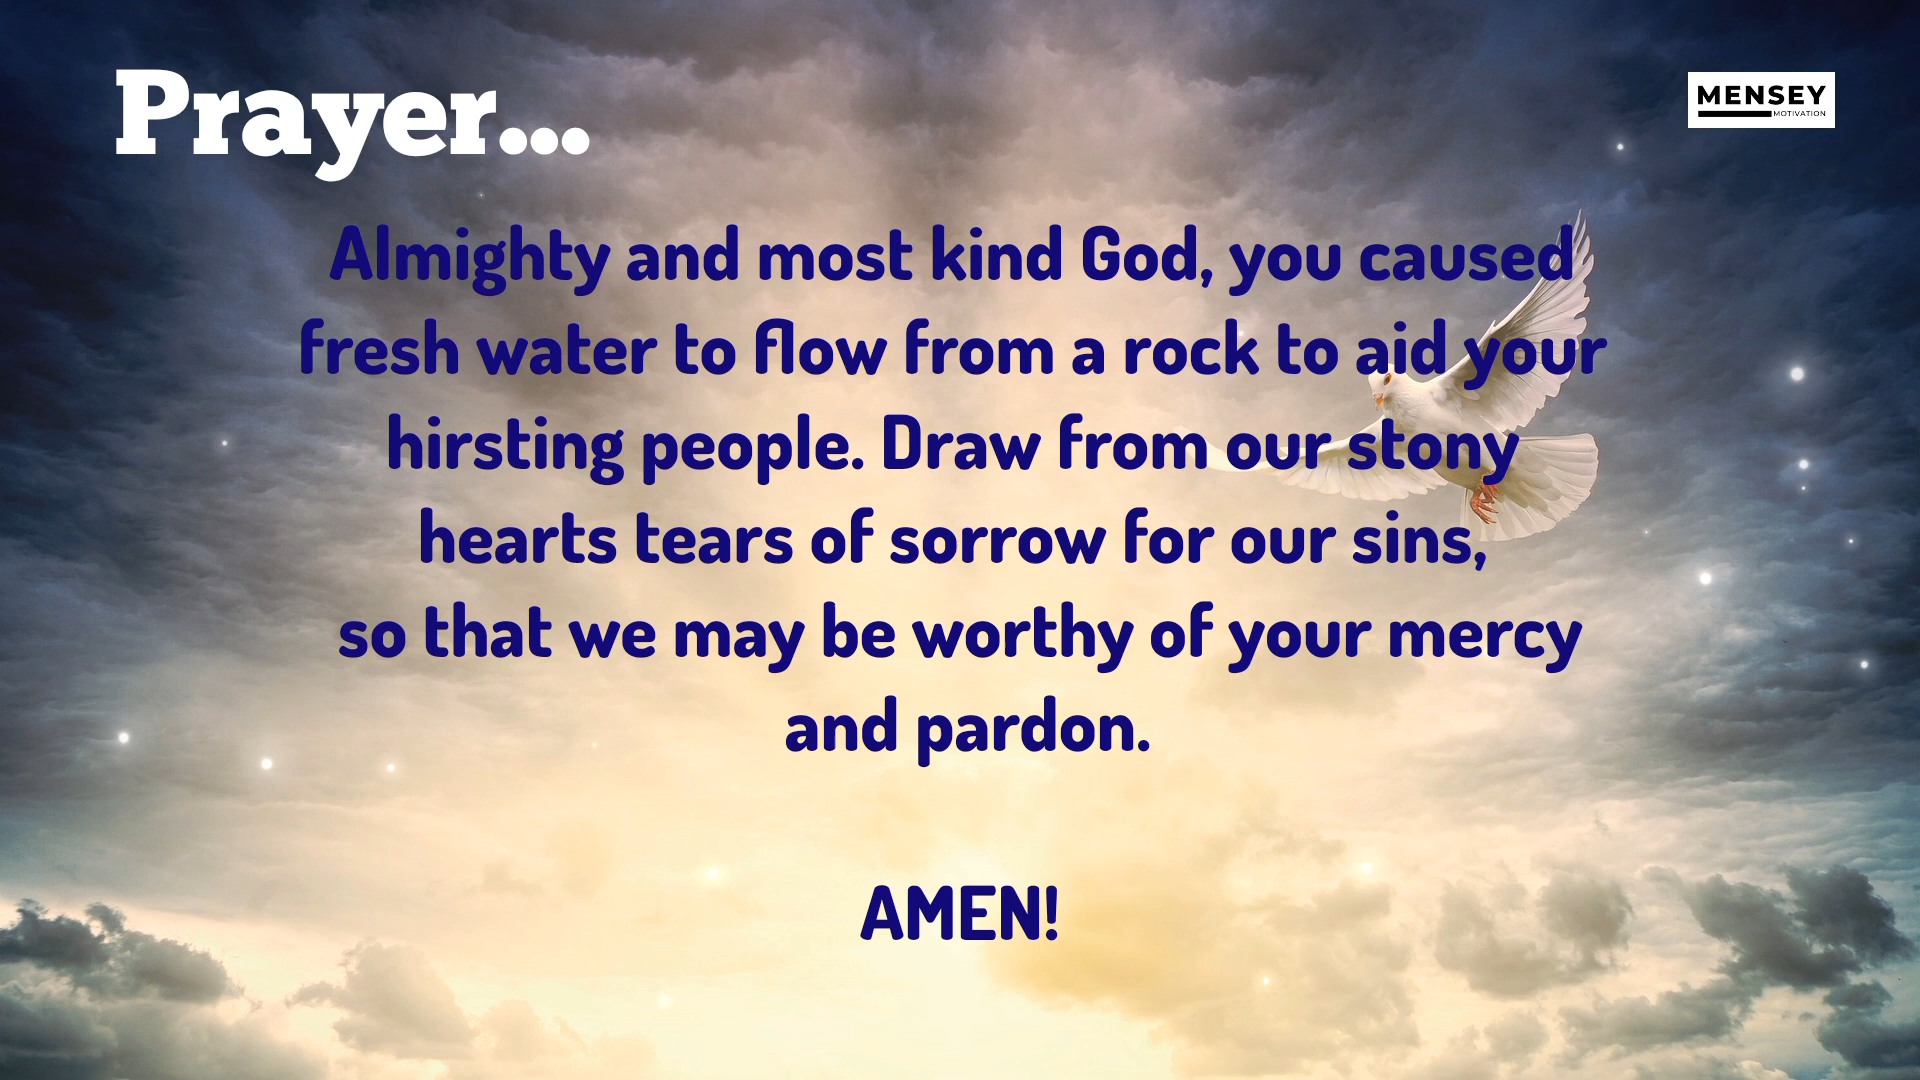 Prayer...
MENSEY
MOTIVATION
Almighty and most kind God, you caused
fresh water to flow from a rock to aid your
hirsting people. Draw from our stony
hearts tears of sorrow for our sins,
so that we may be worthy of your mercy
and pardon.
AMEN!